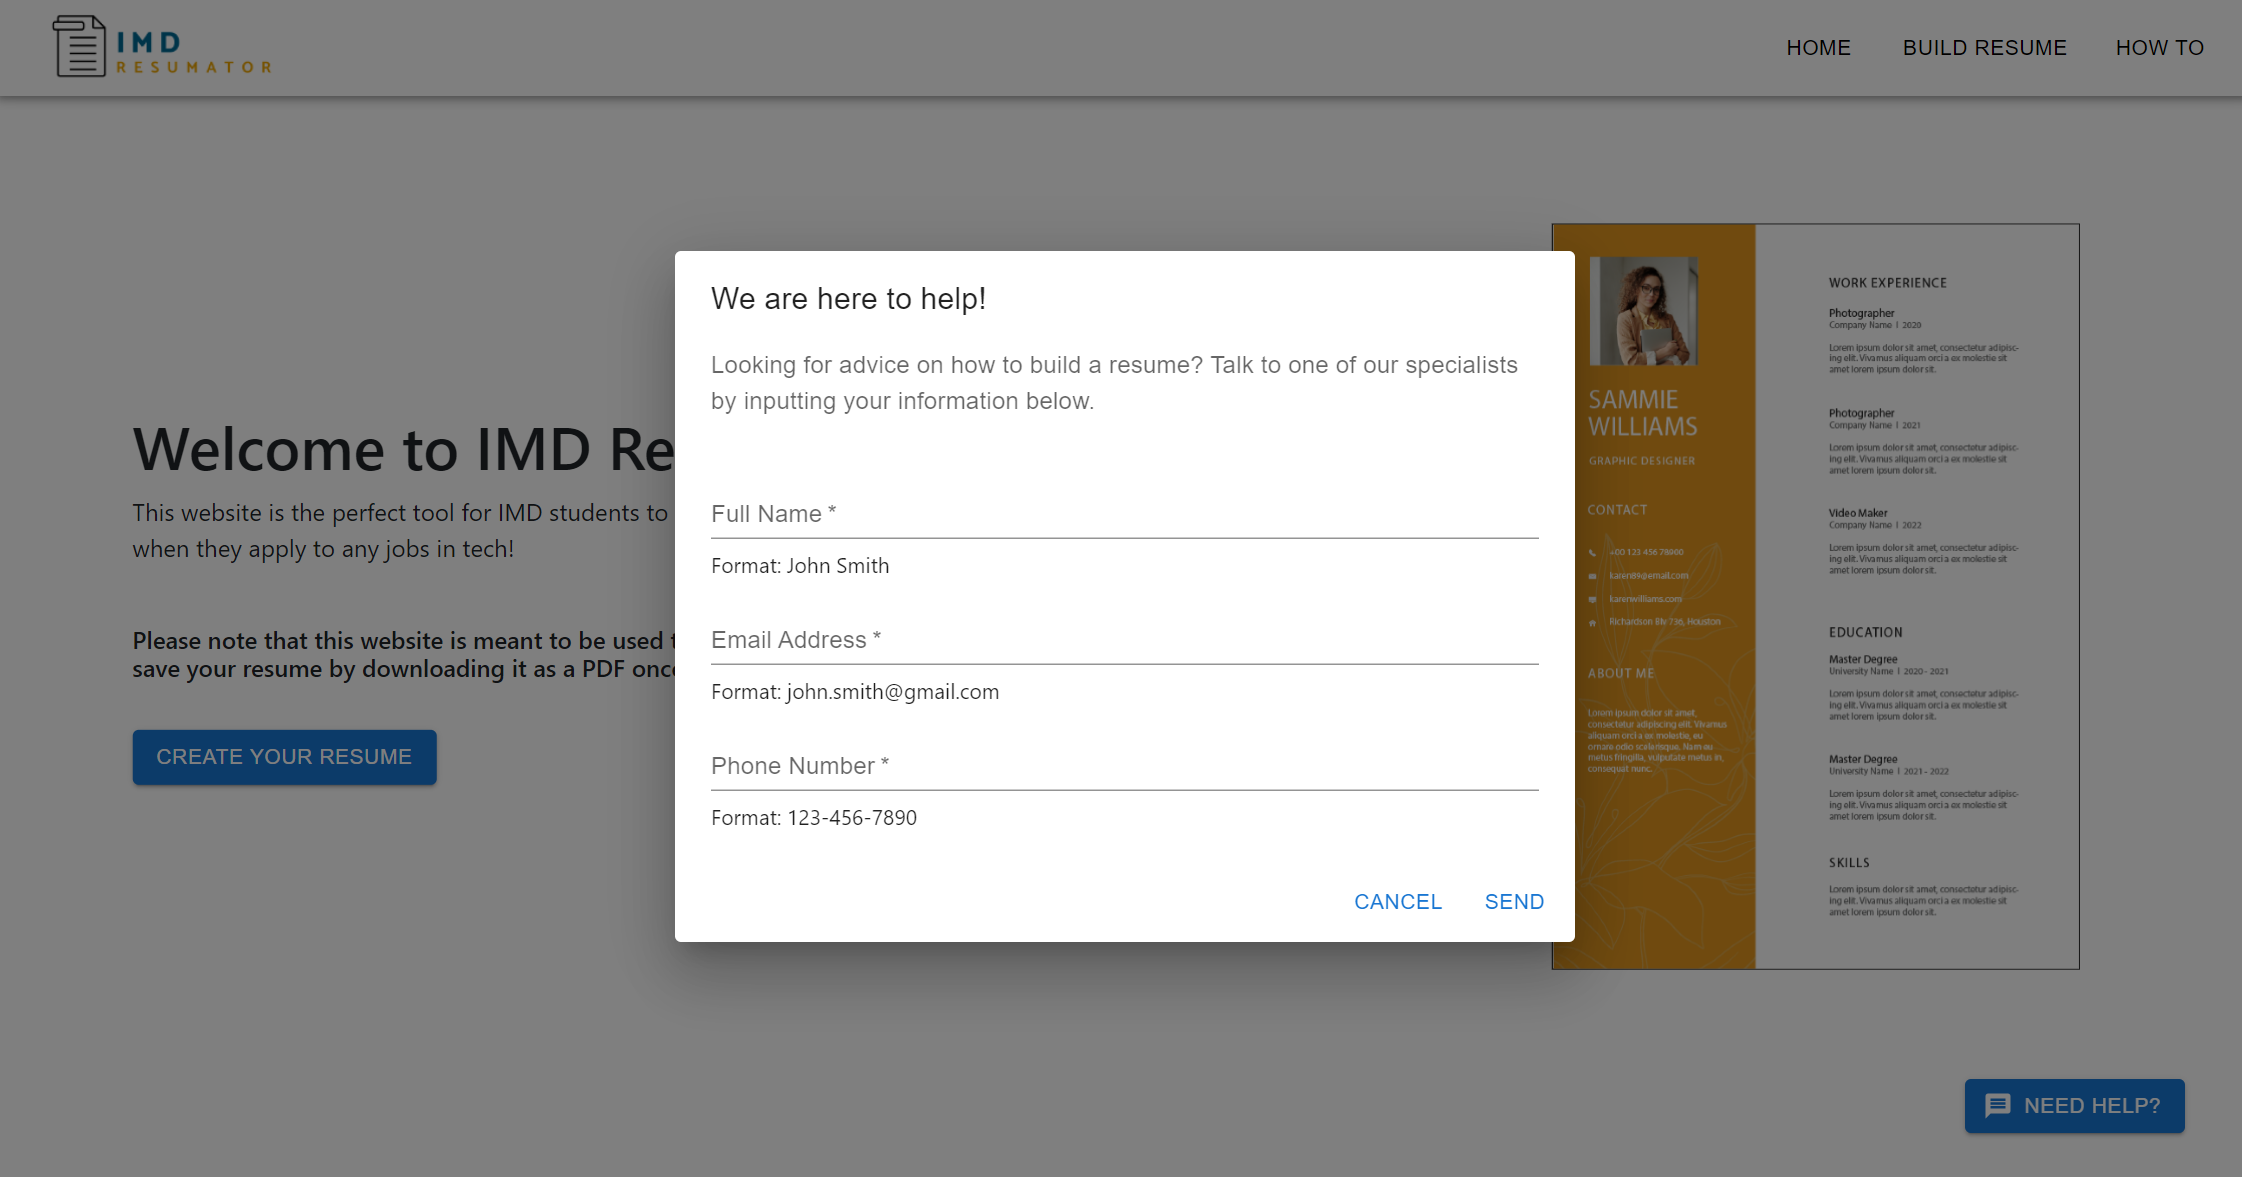 IMD
RESUMATOR
HOME
BUILD RESUME
HOW TO
We are here to help!
Looking for advice on how to build a resume? Talk to one of our specialists
by inputting your information below.
Full Name *
Format: John Smith
Email Address *
Format: john.smith@gmail.com
Phone Number *
Format: 123-456-7890
CANCEL
SEND
Welcome to IMD Re
This website is the perfect tool for IMD students to
when they apply to any jobs in tech!
Please note that this website is meant to be used
save your resume by downloading it as a PDF once
CREATE YOUR RESUME
SAMMIE
WILLIAMS
GRAPHIC DESIGNER
CONTACT
+00 123 456 78900
karen89@email.com
karenwilliams.com
Richardson Blv 736, Houston
ABOUT ME
Lorem ipsum dolor sit amet,
consectetur adipiscing elit. Vivamus
aliquam orci a ex molestie, eu
ornare odio scelerisque. Nam eu
metus fringilla, vulputate metus in,
consequat nunc.
WORK EXPERIENCE
Photographer
Company Name | 2020
Lorem ipsum dolor sit amet, consectetur adipisc-
ing elit. Vivamus aliquam orci a ex molestie sit
amet lorem ipsum dolor sit.
Photographer
Company Name | 2021
Lorem ipsum dolor sit amet, consectetur adipisc-
ing elit. Vivamus aliquam orci a ex molestie sit
amet lorem ipsum dolor sit.
Video Maker
Company Name | 2022
Lorem ipsum dolor sit amet, consectetur adipisc-
ing elit. Vivamus aliquam orci a ex molestie sit
amet lorem ipsum dolor sit.
EDUCATION
Master Degree
University Name | 2020 - 2021
Lorem ipsum dolor sit amet, consectetur adipisc-
ing elit. Vivamus aliquam orci a ex molestie sit
amet lorem ipsum dolor sit.
Master Degree
University Name | 2021 - 2022
Lorem ipsum dolor sit amet, consectetur adipisc-
ing elit. Vivamus aliquam orci a ex molestie sit
amet lorem ipsum dolor sit.
SKILLS
Lorem ipsum dolor sit amet, consectetur adipisc-
ing elit. Vivamus aliquam orci a ex molestie sit
amet lorem ipsum dolor sit.
NEED HELP?